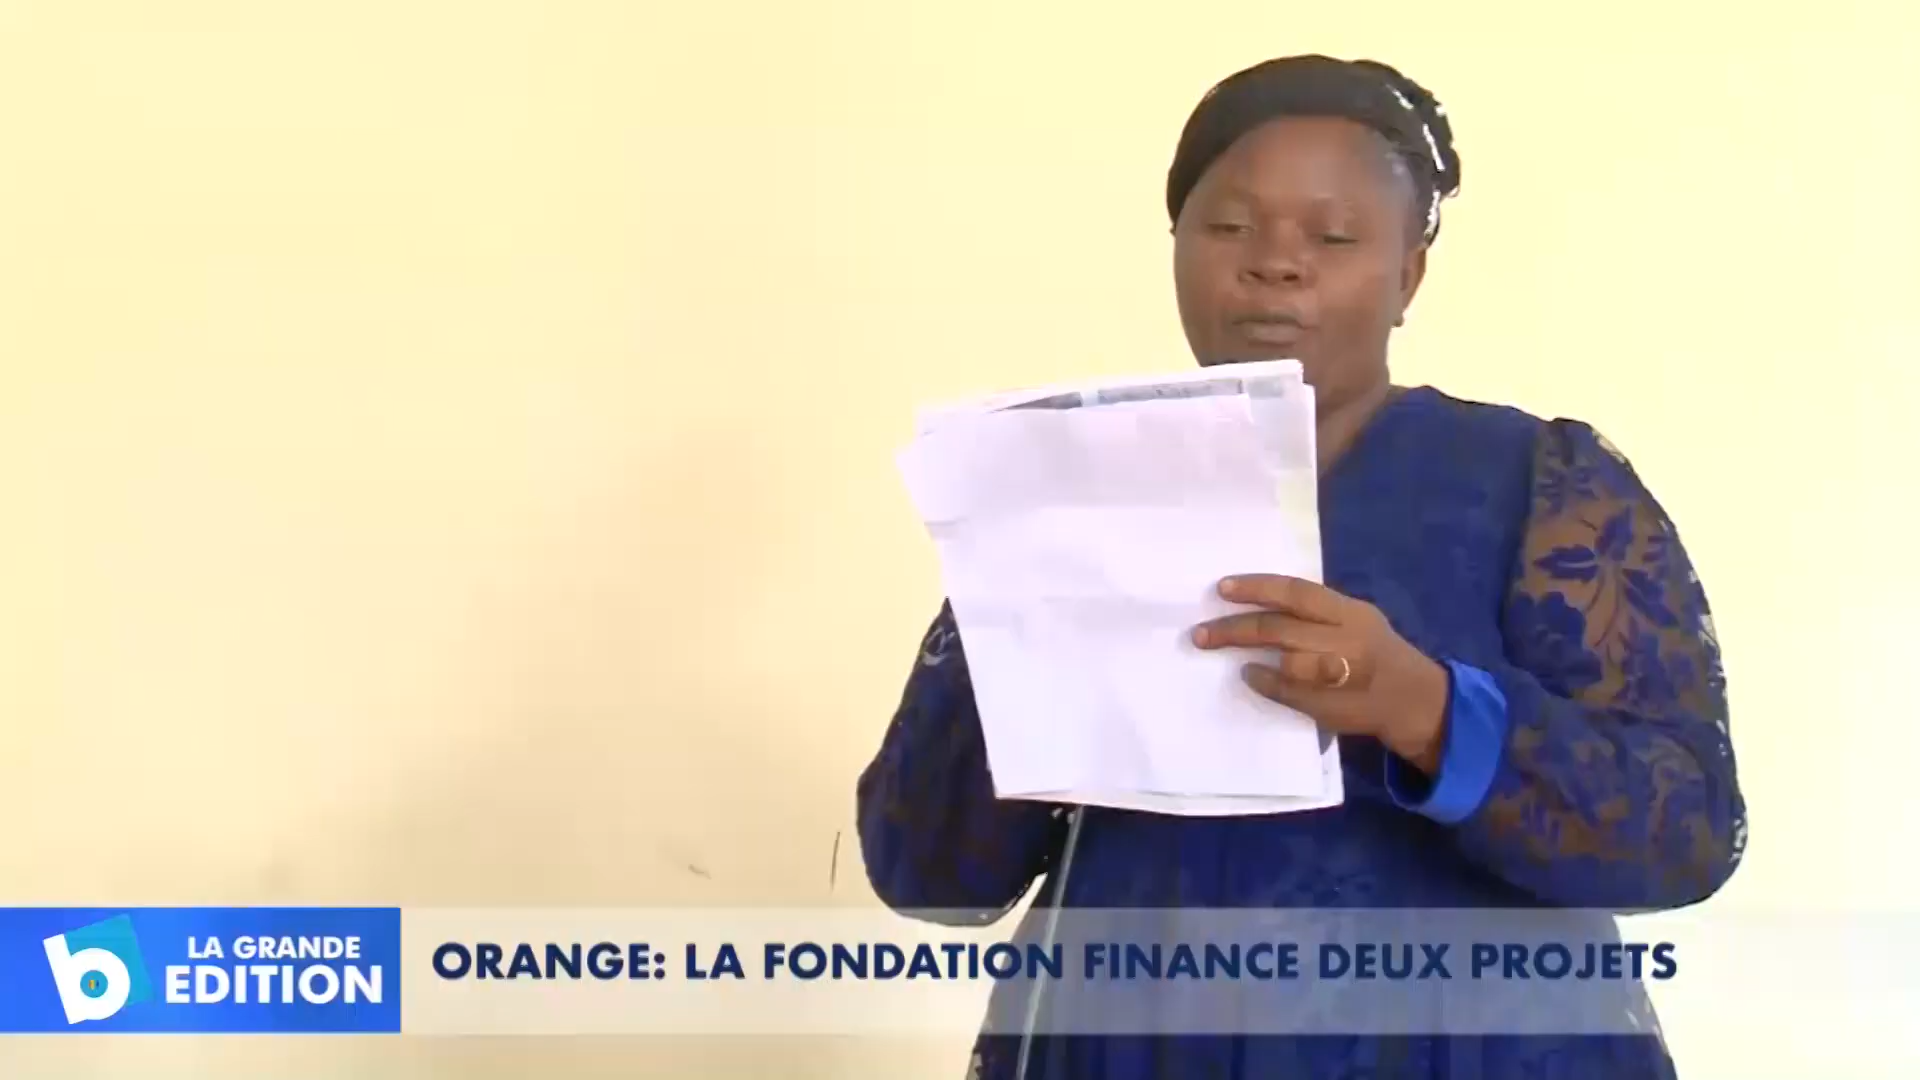 LA GRANDE
EDITION
ORANGE: LA FONDATION FINANCE DEUX PROJETS